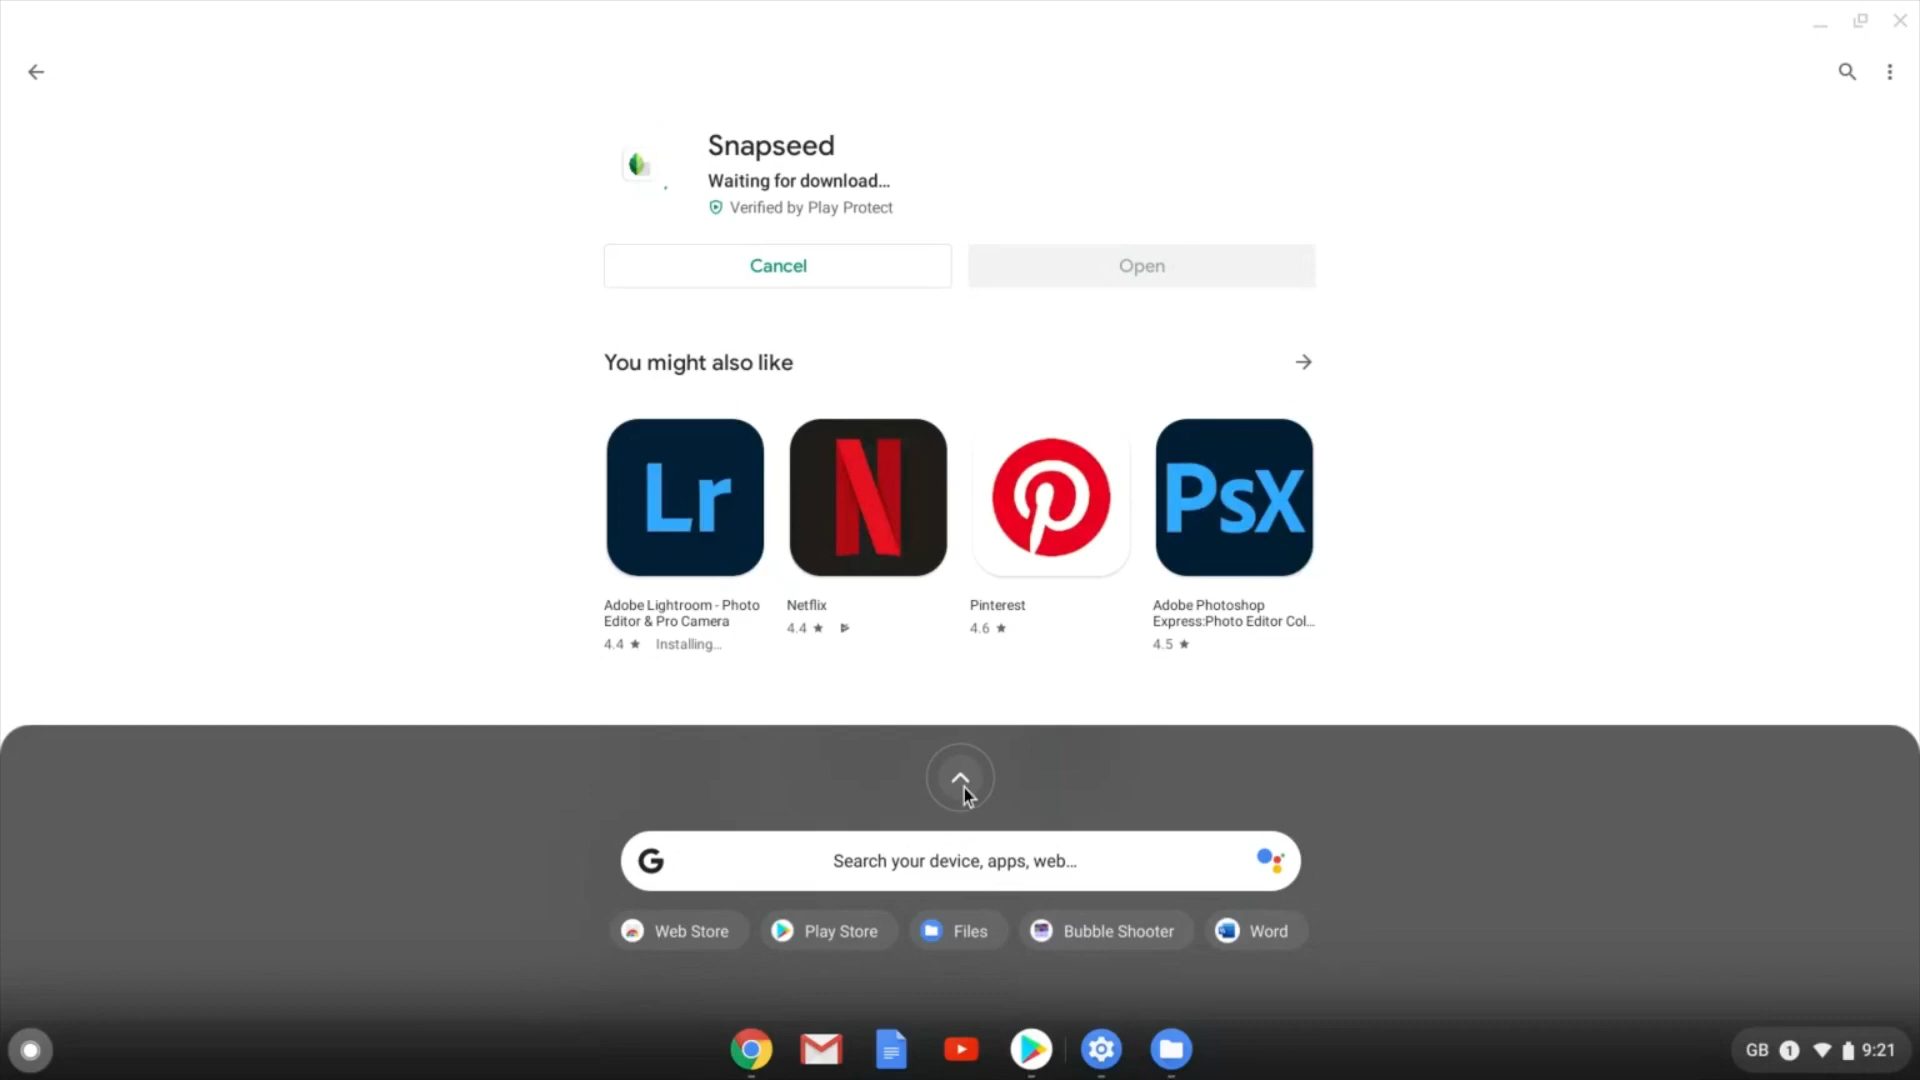 Snapseed
Waiting for download...
Verified by Play Protect
Cancel
Open
You might also like
Lr
N
PsX
Adobe Lightroom - Photo
Editor & Pro Camera
4.4 ★ Installing...
Netflix
4.4 ★
Pinterest
4.6 ★
Adobe Photoshop
Express:Photo Editor Col...
4.5 ★
G
Search your device, apps, web...
Web Store
Play Store
Files
Bubble Shooter
Word
GB
1
9:21